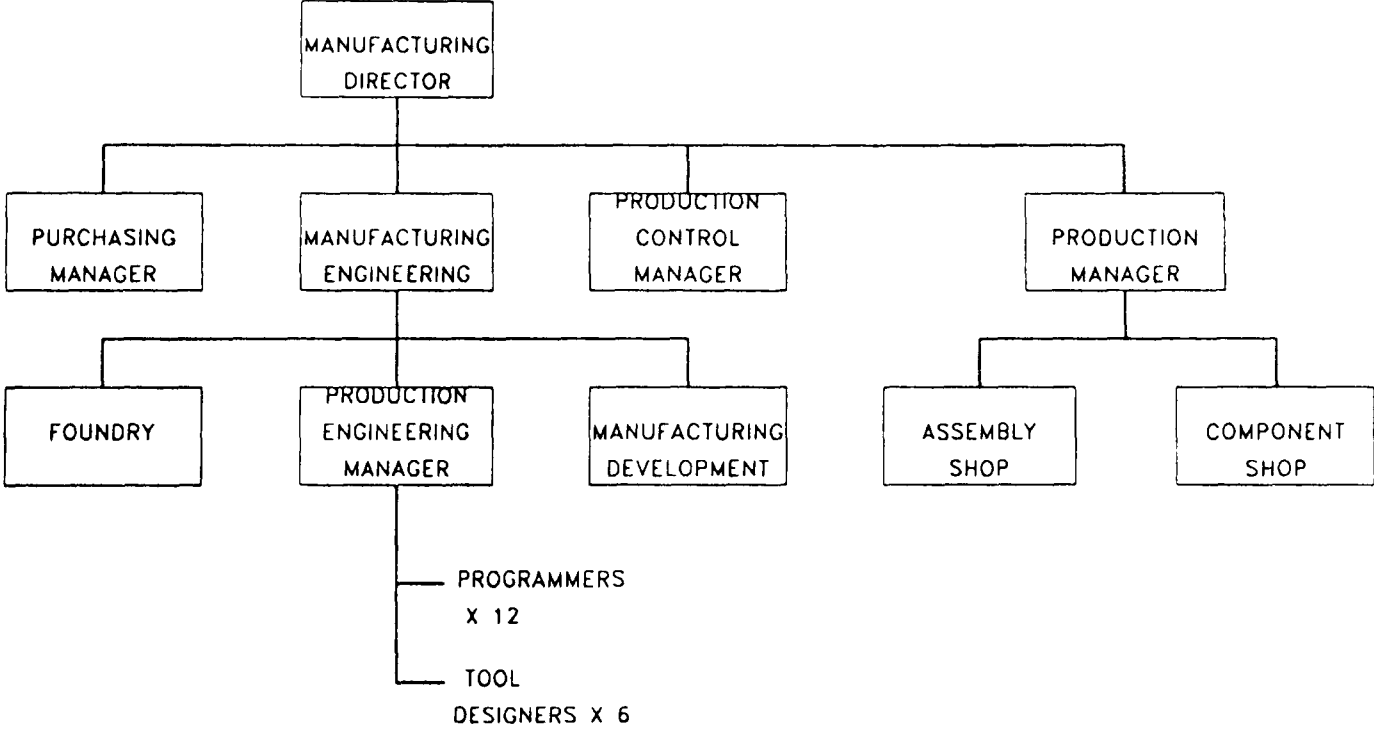 MANUFACTURING
DIRECTOR
PURCHASING
MANAGER
MANUFACTURING
ENGINEERING
PRODUCTION
CONTROL
MANAGER
PRODUCTION
MANAGER
FOUNDRY
PRODUCTION
ENGINEERING
MANAGER
MANUFACTURING
DEVELOPMENT
ASSEMBLY
SHOP
COMPONENT
SHOP
PROGRAMMERS
X 12
TOOL
DESIGNERS X 6